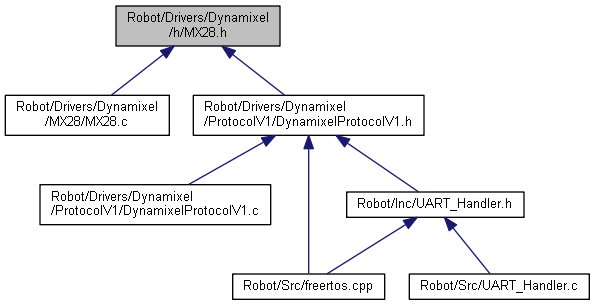 Robot/Drivers/Dynamixel
/h/MX28.h
Robot/Drivers/Dynamixel
/MX28/MX28.c
Robot/Drivers/Dynamixel
/ProtocolV1/DynamixelProtocolV1.h
Robot/Drivers/Dynamixel
/ProtocolV1/DynamixelProtocolV1.c
Robot/Inc/UART_Handler.h
Robot/Src/freertos.cpp
Robot/Src/UART_Handler.c